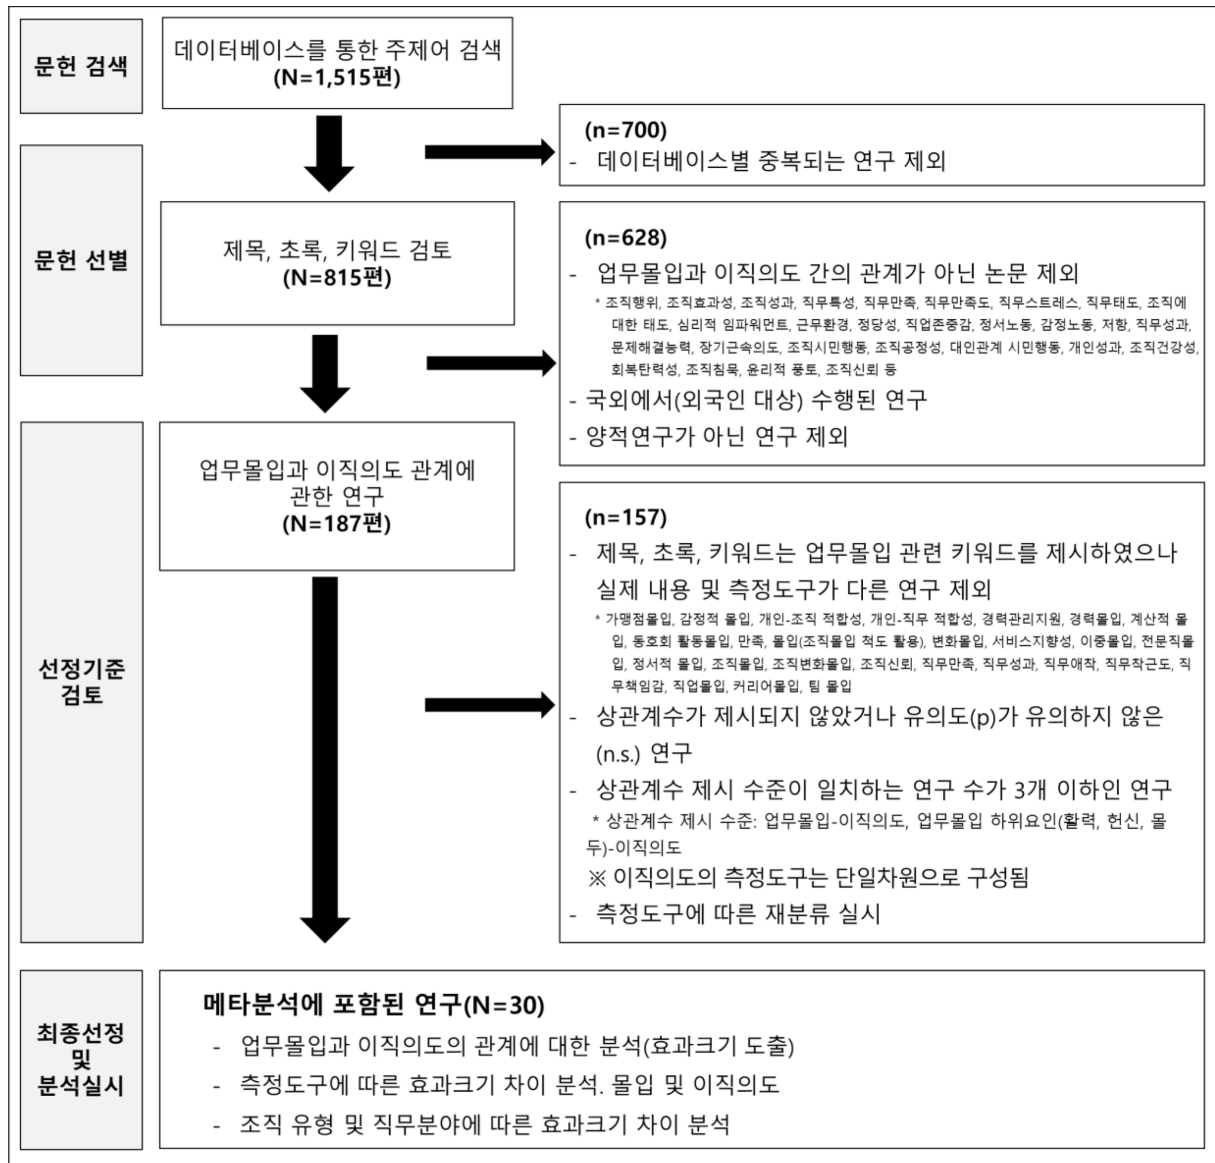 문헌 검색
데이터베이스를 통한 주제어 검색
(N=1,515편)
(n=700)
- 데이터베이스별 중복되는 연구 제외
문헌 선별
제목, 초록, 키워드 검토
(N=815편)
(n=628)
- 업무몰입과 이직의도 간의 관계가 아닌 논문 제외
* 조직행위, 조직효과성, 조직성과, 직무특성, 직무만족, 직무만족도, 직무스트레스, 직무태도, 조직에
대한 태도, 심리적 임파워먼트, 근무환경, 정당성, 직업존중감, 정서노동, 감정노동, 저항, 직무성과,
문제해결능력, 장기근속의도, 조직시민행동, 조직공정성, 대인관계 시민행동, 개인성과, 조직건강성,
회복탄력성, 조직침묵, 윤리적 풍토, 조직신뢰 등
- 국외에서(외국인 대상) 수행된 연구
- 양적연구가 아닌 연구 제외
선정기준
검토
업무몰입과 이직의도 관계에
관한 연구
(N=187편)
(n=157)
- 제목, 초록, 키워드는 업무몰입 관련 키워드를 제시하였으나
실제 내용 및 측정도구가 다른 연구 제외
* 가맹점몰입, 감정적 몰입, 개인-조직 적합성, 개인-직무 적합성, 경력관리지원, 경력몰입, 계산적 몰
입, 동호회 활동몰입, 만족, 몰입(조직몰입 척도 활용), 변화몰입, 서비스지향성, 이중몰입, 전문직몰
입, 정서적 몰입, 조직몰입, 조직변화몰입, 조직신뢰, 직무만족, 직무성과, 직무애착, 직무착근도, 직
무책임감, 직업몰입, 커리어몰입, 팀 몰입
- 상관계수가 제시되지 않았거나 유의도(p)가 유의하지 않은
(n.s.) 연구
- 상관계수 제시 수준이 일치하는 연구 수가 3개 이하인 연구
* 상관계수 제시 수준: 업무몰입-이직의도, 업무몰입 하위요인(활력, 헌신, 몰
두)-이직의도
※ 이직의도의 측정도구는 단일차원으로 구성됨
- 측정도구에 따른 재분류 실시
최종선정
및
분석실시
메타분석에 포함된 연구(N=30)
- 업무몰입과 이직의도의 관계에 대한 분석(효과크기 도출)
- 측정도구에 따른 효과크기 차이 분석. 몰입 및 이직의도
- 조직 유형 및 직무분야에 따른 효과크기 차이 분석